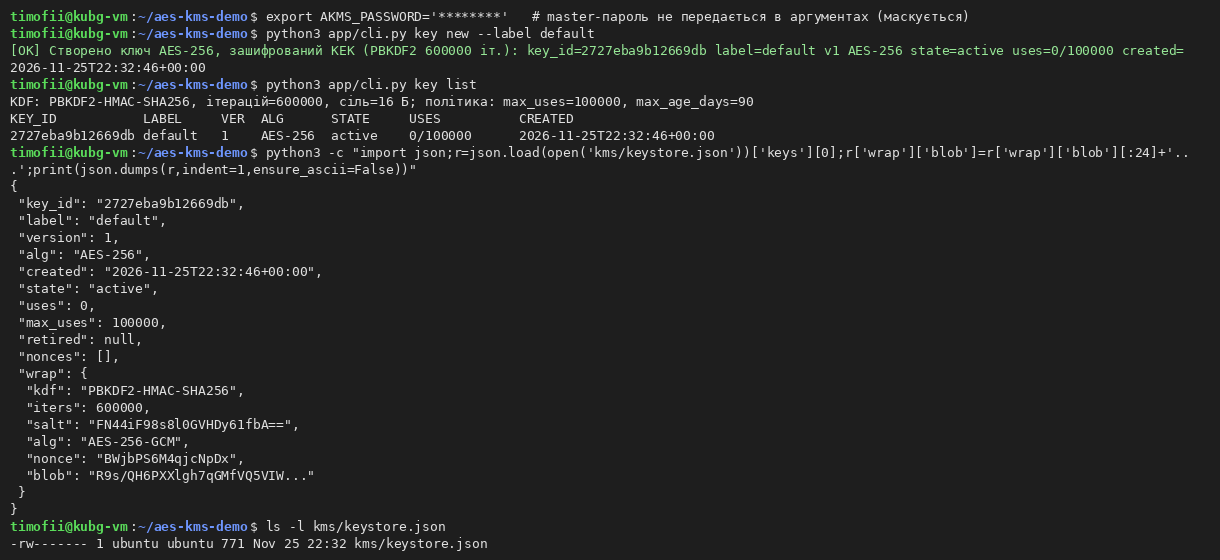 timofii@kubg-vm:~/aes-kms-demo$ export AKMS_PASSWORD='********'   # master-пароль не передається в аргументах (маскується)
timofii@kubg-vm:~/aes-kms-demo$ python3 app/cli.py key new --label default
[OK] Створено ключ AES-256, зашифрований KEK (PBKDF2 600000 іт.): key_id=2727eba9b12669db label=default v1 AES-256 state=active uses=0/100000 created=
2026-11-25T22:32:46+00:00
timofii@kubg-vm:~/aes-kms-demo$ python3 app/cli.py key list
KDF: PBKDF2-HMAC-SHA256, ітерацій=600000, сіль=16 Б; політика: max_uses=100000, max_age_days=90
KEY_ID           LABEL     VER  ALG      STATE     USES          CREATED
2727eba9b12669db default   1    AES-256  active    0/100000      2026-11-25T22:32:46+00:00
timofii@kubg-vm:~/aes-kms-demo$ python3 -c "import json;r=json.load(open('kms/keystore.json'))['keys'][0];r['wrap']['blob']=r['wrap']['blob'][:24]+'..
.';print(json.dumps(r,indent=1,ensure_ascii=False))"
{
 "key_id": "2727eba9b12669db",
 "label": "default",
 "version": 1,
 "alg": "AES-256",
 "created": "2026-11-25T22:32:46+00:00",
 "state": "active",
 "uses": 0,
 "max_uses": 100000,
 "retired": null,
 "nonces": [],
 "wrap": {
  "kdf": "PBKDF2-HMAC-SHA256",
  "iters": 600000,
  "salt": "FN44iF98s8l0GVHDy61fbA==",
  "alg": "AES-256-GCM",
  "nonce": "BWjbPS6M4qjcNpDx",
  "blob": "R9s/QH6PXXlgh7qGMfVQ5VIW..."
 }
}
timofii@kubg-vm:~/aes-kms-demo$ ls -l kms/keystore.json
-rw------- 1 ubuntu ubuntu 771 Nov 25 22:32 kms/keystore.json